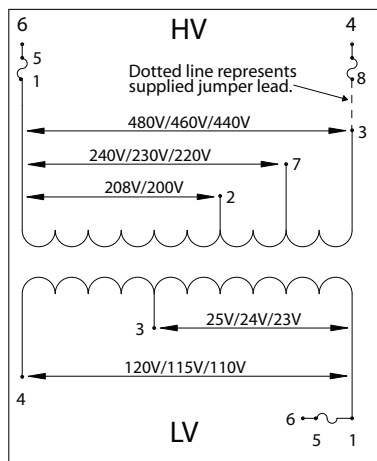 HV
6
4
5
1
8
Dotted line represents
supplied jumper lead.
480V/460V/440V
3
240V/230V/220V
7
208V/200V
2
3
25V/24V/23V
120V/115V/110V
4
LV
6
5
1